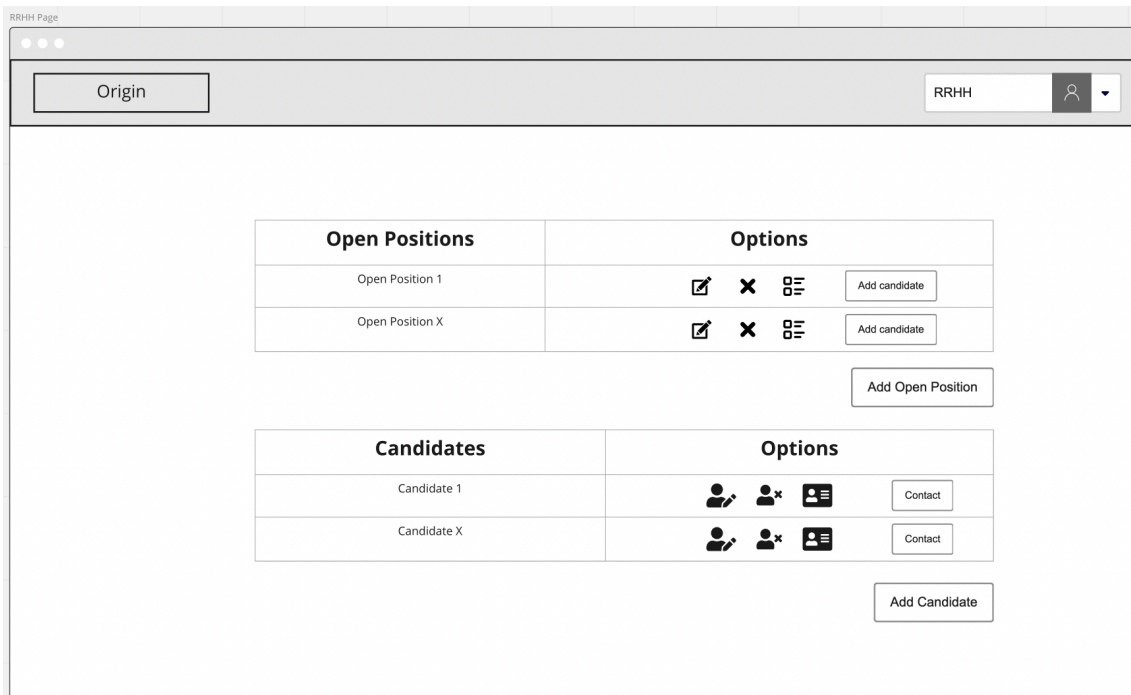 RRHH Page
Origin
RRHH
Open Positions Options
Open Position 1 Add candidate
Open Position X Add candidate
Add Open Position
Candidates Options
Candidate 1 Contact
Candidate X Contact
Add Candidate